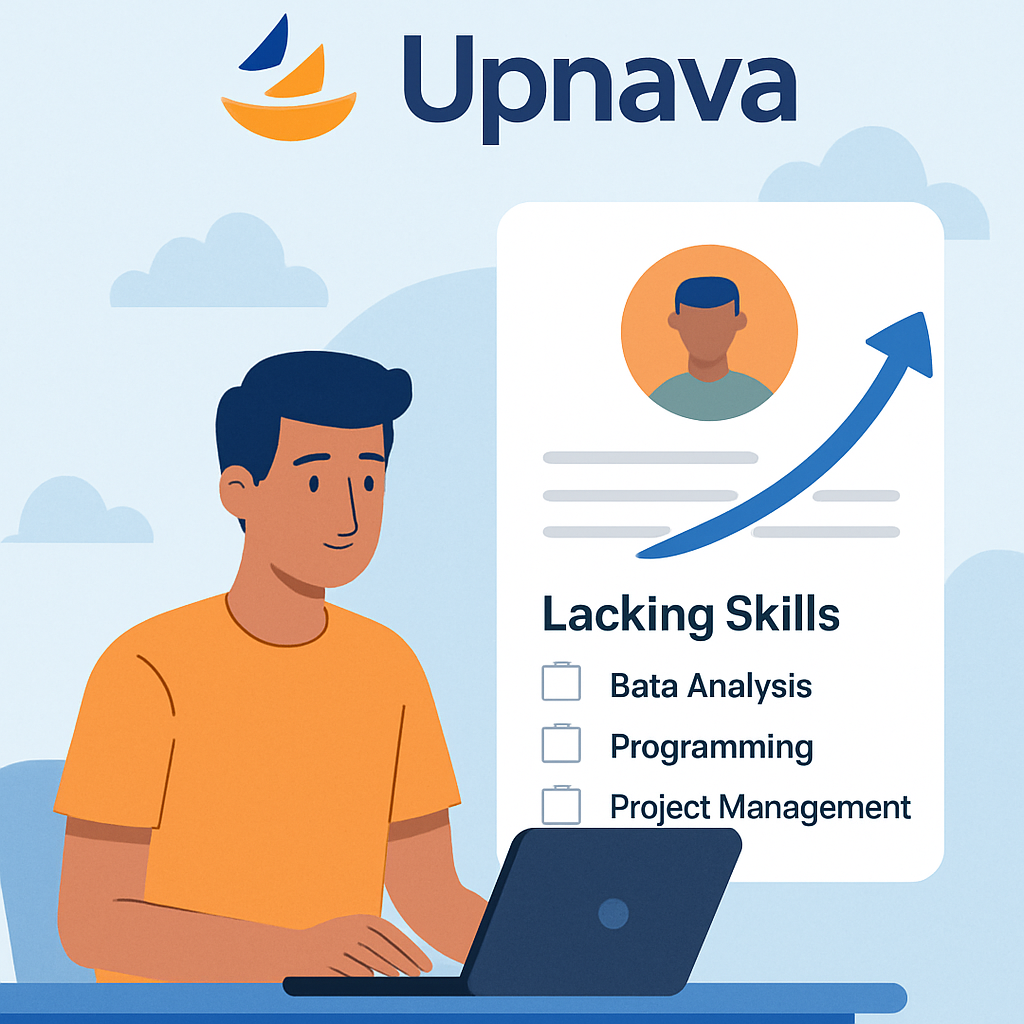 Upnava
Lacking Skills
Bata Analysis
Programming
Project Management